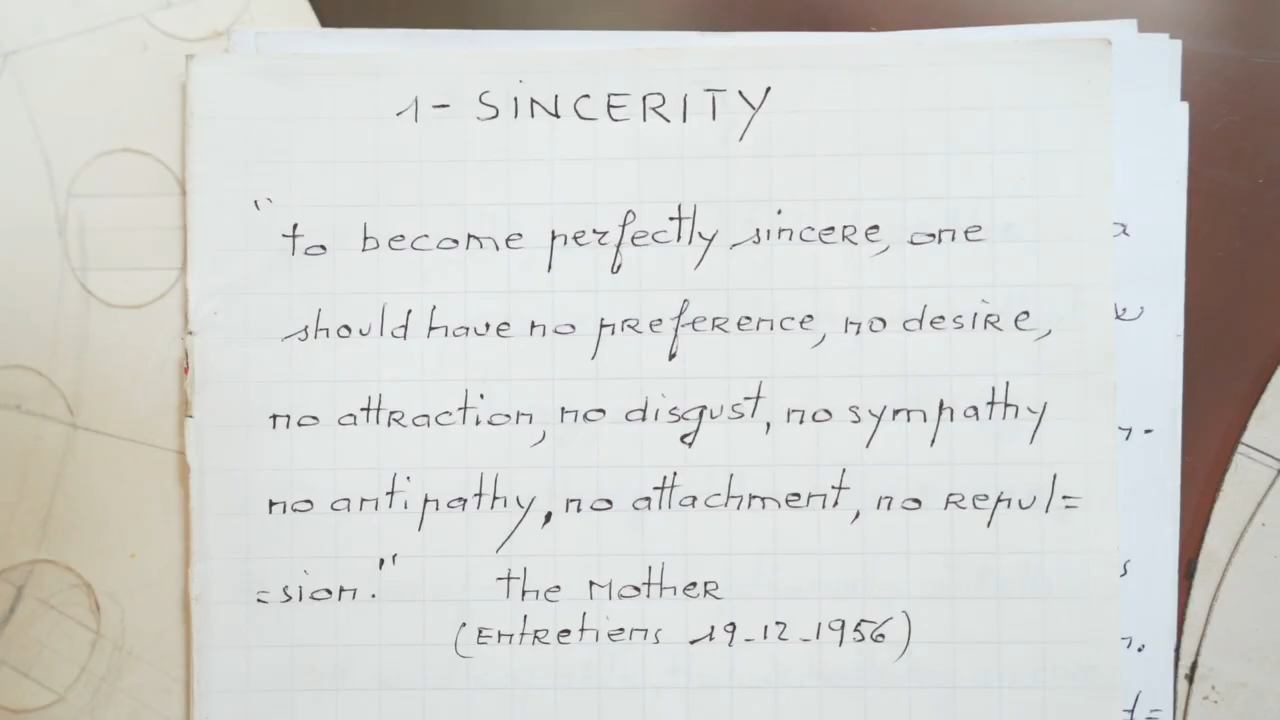 1- SINCERITY
"to become perfectly sincere, one
should have no preference, no desire,
no attraction, no disgust, no sympathy
no antipathy, no attachment, no repul=
=sion." the Mother
(Entretiens 19-12-1956)